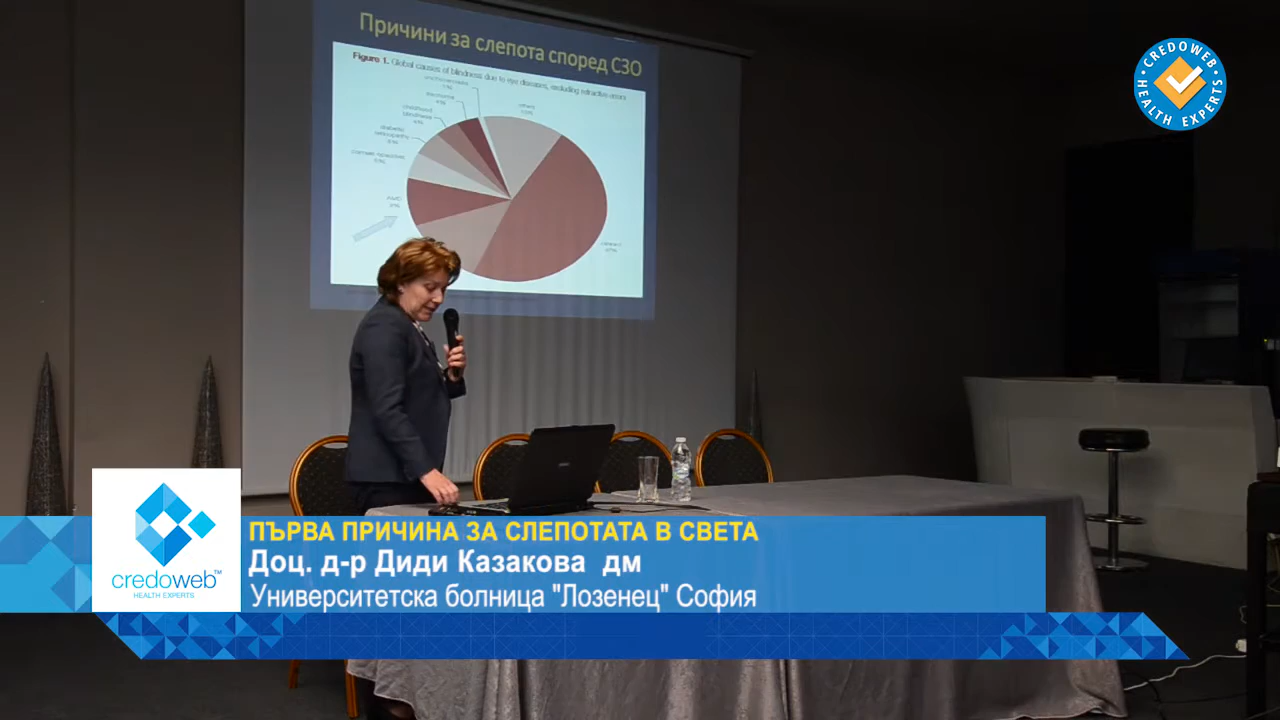 Причини за слепота според СЗО
Figure 1. Global causes of blindness due to eye diseases, excluding refractive errors
CREDOWEB · HEALTH EXPERTS
ПЪРВА ПРИЧИНА ЗА СЛЕПОТАТА В СВЕТА
Доц. д-р Диди Казакова дм
Университетска болница "Лозенец" София
credoweb™
HEALTH EXPERTS